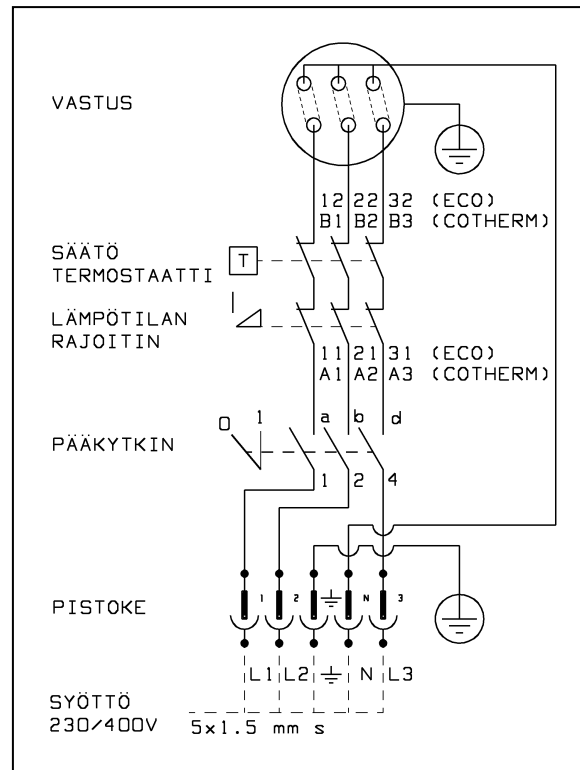 VASTUS
12 22 32 (ECO)
B1 B2 B3 (COTHERM)
SÄÄTÖ
TERMOSTAATTI
T
LÄMPÖTILAN
RAJOITIN
11 21 31 (ECO)
A1 A2 A3 (COTHERM)
0 1 a b d
PÄÄKYTKIN
1 2 4
PISTOKE
1 2 N 3
L1 L2 N L3
SYÖTTÖ
230/400V
5x1.5 mm s